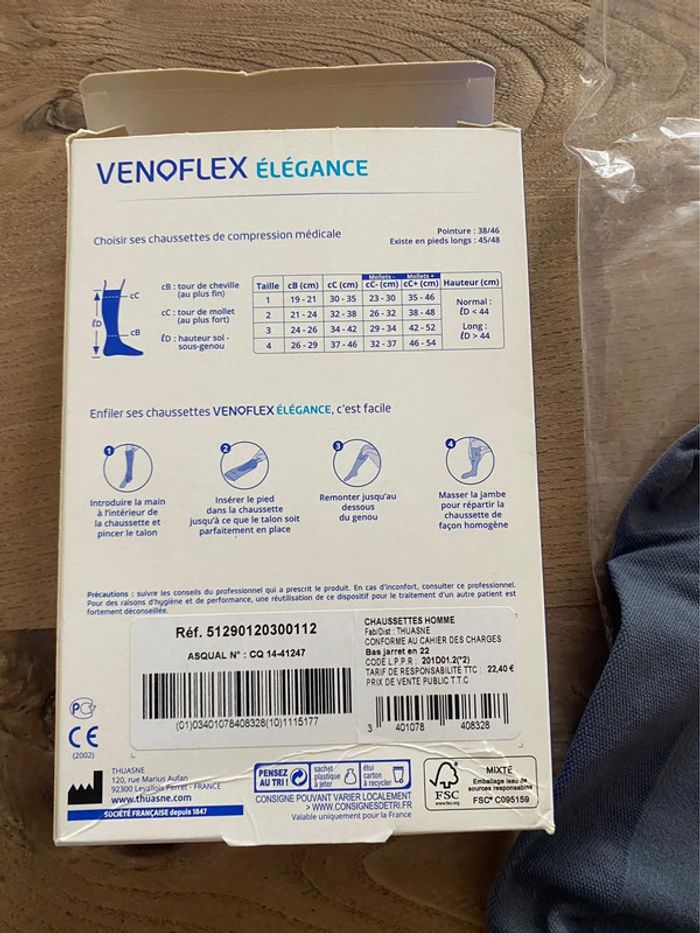 VENOFLEX ÉLÉGANCE
Choisir ses chaussettes de compression médicale
Pointure : 38/46
Existe en pieds longs : 45/48
cC
ℓD
cB
cB : tour de cheville
(au plus fin)
cC : tour de mollet
(au plus fort)
ℓD : hauteur sol -
sous-genou
Mollets - Mollets +
Taille cB (cm) cC (cm) cC- (cm) cC+ (cm) Hauteur (cm)
1 19 - 21 30 - 35 23 - 30 35 - 46
2 21 - 24 32 - 38 26 - 32 38 - 48
3 24 - 26 34 - 42 29 - 34 42 - 52
4 26 - 29 37 - 46 32 - 37 46 - 54
Normal :
ℓD < 44
Long :
ℓD > 44
Enfiler ses chaussettes VENOFLEX ÉLÉGANCE, c'est facile
1
Introduire la main
à l'intérieur de
la chaussette et
pincer le talon
2
Insérer le pied
dans la chaussette
jusqu'à ce que le talon soit
parfaitement en place
3
Remonter jusqu'au
dessous
du genou
4
Masser la jambe
pour répartir la
chaussette de
façon homogène
Précautions : suivre les conseils du professionnel qui a prescrit le produit. En cas d'inconfort, consulter ce professionnel.
Pour des raisons d'hygiène et de performance, une réutilisation de ce dispositif pour le traitement d'un autre patient est
fortement déconseillée.
Réf. 51290120300112
ASQUAL N° : CQ 14-41247
(01)03401078408328(10)1115177
CHAUSSETTES HOMME
Fab/Dist : THUASNE
CONFORME AU CAHIER DES CHARGES
Bas jarret en 22
CODE L.P.P.R : 201D01.2(*2)
TARIF DE RESPONSABILITE TTC : 22,40 €
PRIX DE VENTE PUBLIC T.T.C
3 401078 408328
CE
(2002)
THUASNE
120, rue Marius Aufan
92300 Levallois Perret - FRANCE
www.thuasne.com
SOCIÉTÉ FRANÇAISE depuis 1847
PENSEZ
AU TRI !
sachet
plastique
à jeter
étui
carton
à recycler
CONSIGNE POUVANT VARIER LOCALEMENT
> WWW.CONSIGNESDETRI.FR
Valable uniquement pour la France
FSC
www.fsc.org
MIXTE
Emballage issu de
sources responsables
FSC® C095159